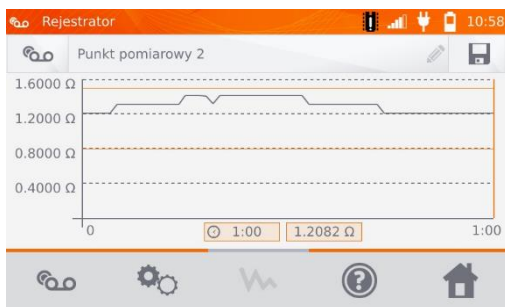 Rejestrator 10:58
Punkt pomiarowy 2
1.6000 Ω
1.2000 Ω
0.8000 Ω
0.4000 Ω
0 1:00 1.2082 Ω 1:00